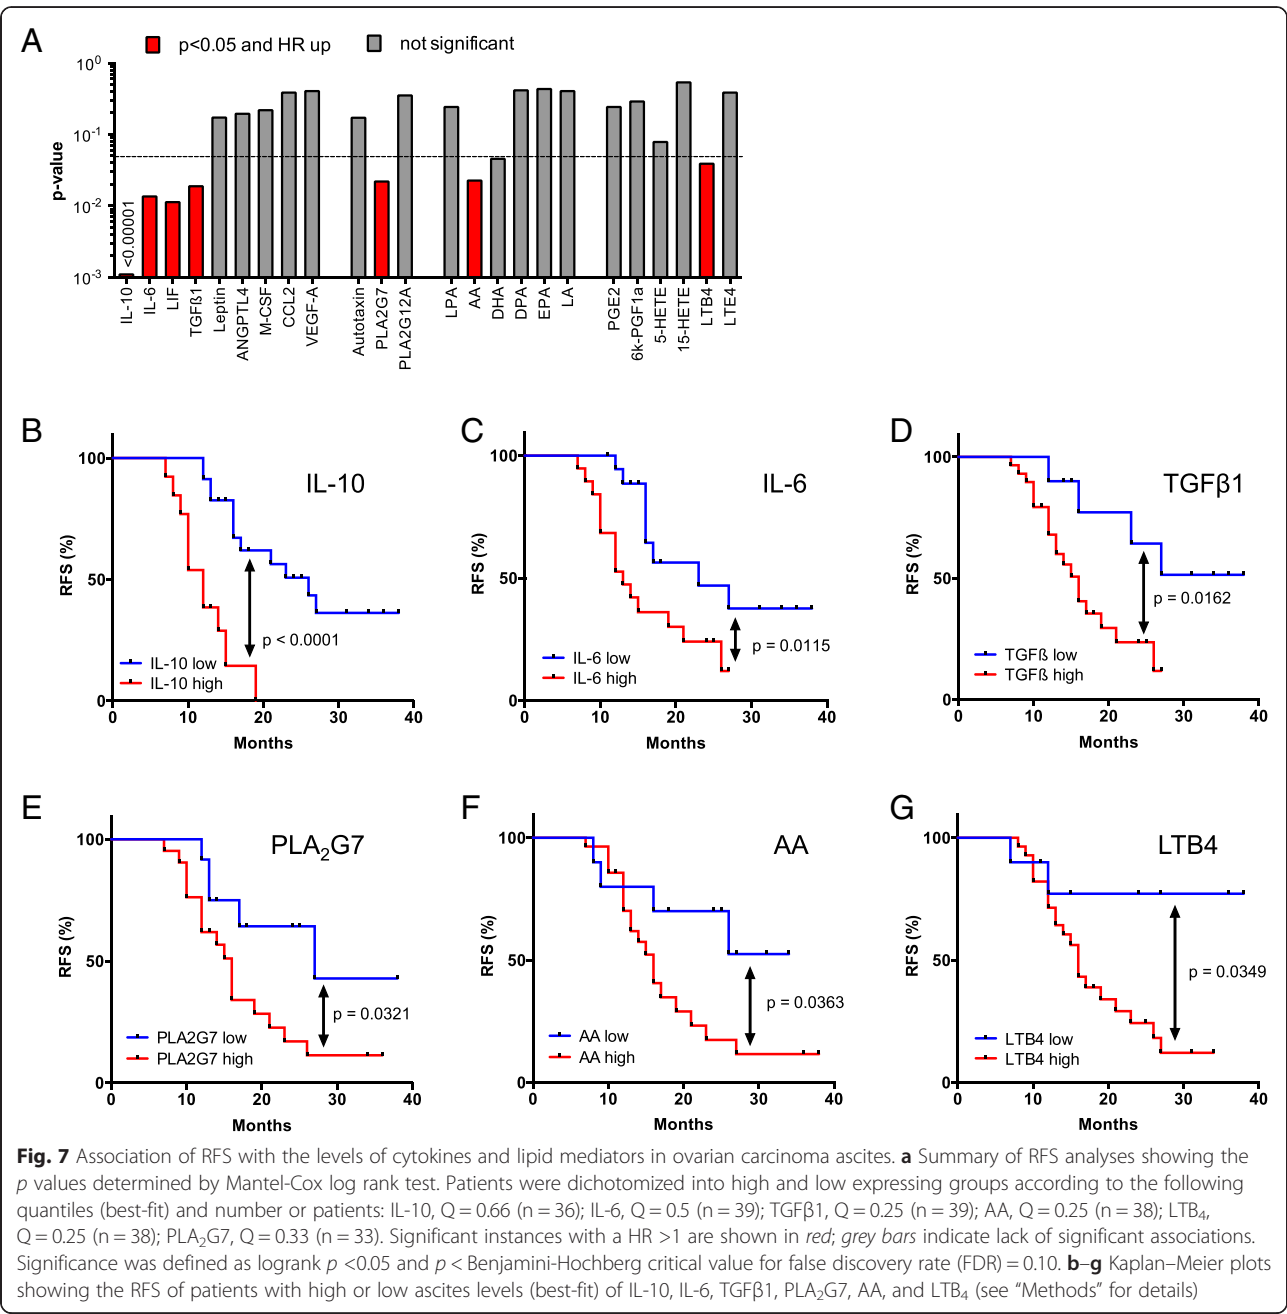 A
p<0.05 and HR up
not significant
10⁰
10⁻¹
10⁻²
10⁻³
p-value
<0.00001
IL-10
IL-6
LIF
TGFß1
Leptin
ANGPTL4
M-CSF
CCL2
VEGF-A
Autotaxin
PLA2G7
PLA2G12A
LPA
AA
DHA
DPA
EPA
LA
PGE2
6k-PGF1a
5-HETE
15-HETE
LTB4
LTE4
B
IL-10
100
50
0
RFS (%)
p < 0.0001
IL-10 low
IL-10 high
0 10 20 30 40
Months
C
IL-6
100
50
0
RFS (%)
p = 0.0115
IL-6 low
IL-6 high
0 10 20 30 40
Months
D
TGFβ1
100
50
0
RFS (%)
p = 0.0162
TGFß low
TGFß high
0 10 20 30 40
Months
E
PLA₂G7
100
50
0
RFS (%)
p = 0.0321
PLA2G7 low
PLA2G7 high
0 10 20 30 40
Months
F
AA
100
50
0
RFS (%)
p = 0.0363
AA low
AA high
0 10 20 30 40
Months
G
LTB4
100
50
0
RFS (%)
p = 0.0349
LTB4 low
LTB4 high
0 10 20 30 40
Months
Fig. 7 Association of RFS with the levels of cytokines and lipid mediators in ovarian carcinoma ascites. a Summary of RFS analyses showing the
p values determined by Mantel-Cox log rank test. Patients were dichotomized into high and low expressing groups according to the following
quantiles (best-fit) and number or patients: IL-10, Q = 0.66 (n = 36); IL-6, Q = 0.5 (n = 39); TGFβ1, Q = 0.25 (n = 39); AA, Q = 0.25 (n = 38); LTB₄,
Q = 0.25 (n = 38); PLA₂G7, Q = 0.33 (n = 33). Significant instances with a HR >1 are shown in red; grey bars indicate lack of significant associations.
Significance was defined as logrank p <0.05 and p < Benjamini-Hochberg critical value for false discovery rate (FDR) = 0.10. b–g Kaplan–Meier plots
showing the RFS of patients with high or low ascites levels (best-fit) of IL-10, IL-6, TGFβ1, PLA₂G7, AA, and LTB₄ (see “Methods” for details)